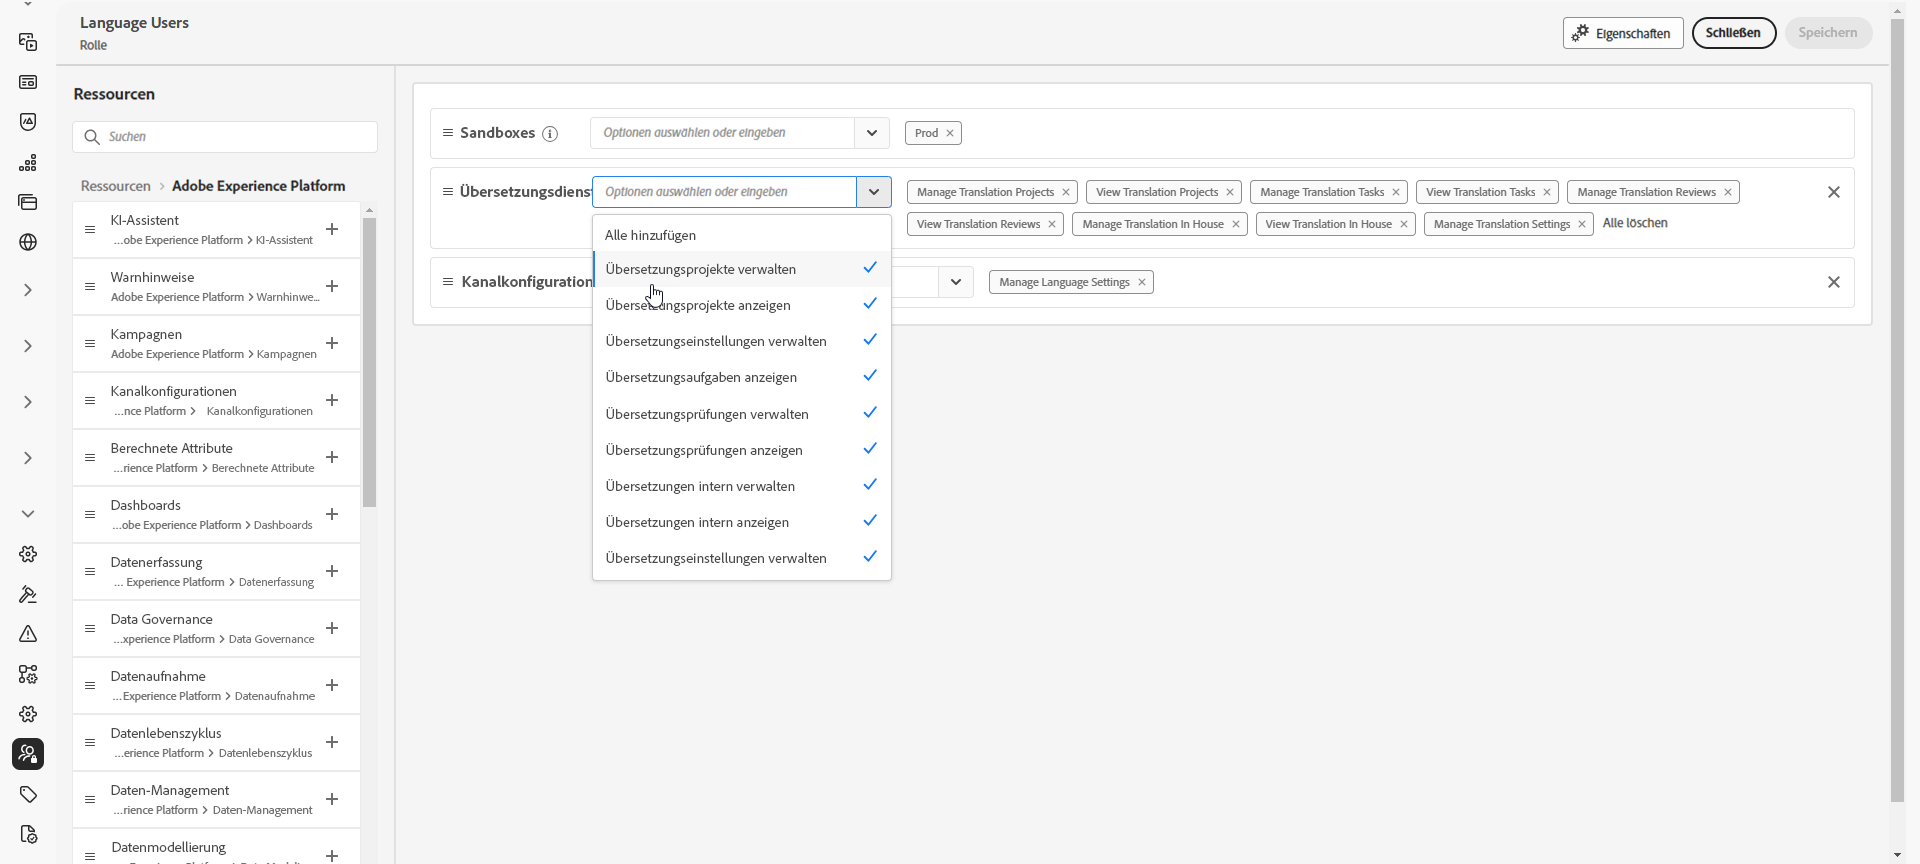 Language Users
Rolle
Eigenschaften
Schließen
Speichern
Ressourcen
Suchen
Ressourcen > Adobe Experience Platform
KI-Assistent
...obe Experience Platform > KI-Assistent
Warnhinweise
Adobe Experience Platform > Warnhinwe...
Kampagnen
Adobe Experience Platform > Kampagnen
Kanalkonfigurationen
...nce Platform > Kanalkonfigurationen
Berechnete Attribute
...rience Platform > Berechnete Attribute
Dashboards
...obe Experience Platform > Dashboards
Datenerfassung
... Experience Platform > Datenerfassung
Data Governance
...xperience Platform > Data Governance
Datenaufnahme
...Experience Platform > Datenaufnahme
Datenlebenszyklus
...erience Platform > Datenlebenszyklus
Daten-Management
...rience Platform > Daten-Management
Datenmodellierung
Sandboxes
Optionen auswählen oder eingeben
Prod
Übersetzungsdienst
Optionen auswählen oder eingeben
Manage Translation Projects
View Translation Projects
Manage Translation Tasks
View Translation Tasks
Manage Translation Reviews
View Translation Reviews
Manage Translation In House
View Translation In House
Manage Translation Settings
Alle löschen
Kanalkonfiguration
Manage Language Settings
Alle hinzufügen
Übersetzungsprojekte verwalten
Übersetzungsprojekte anzeigen
Übersetzungseinstellungen verwalten
Übersetzungsaufgaben anzeigen
Übersetzungsprüfungen verwalten
Übersetzungsprüfungen anzeigen
Übersetzungen intern verwalten
Übersetzungen intern anzeigen
Übersetzungseinstellungen verwalten